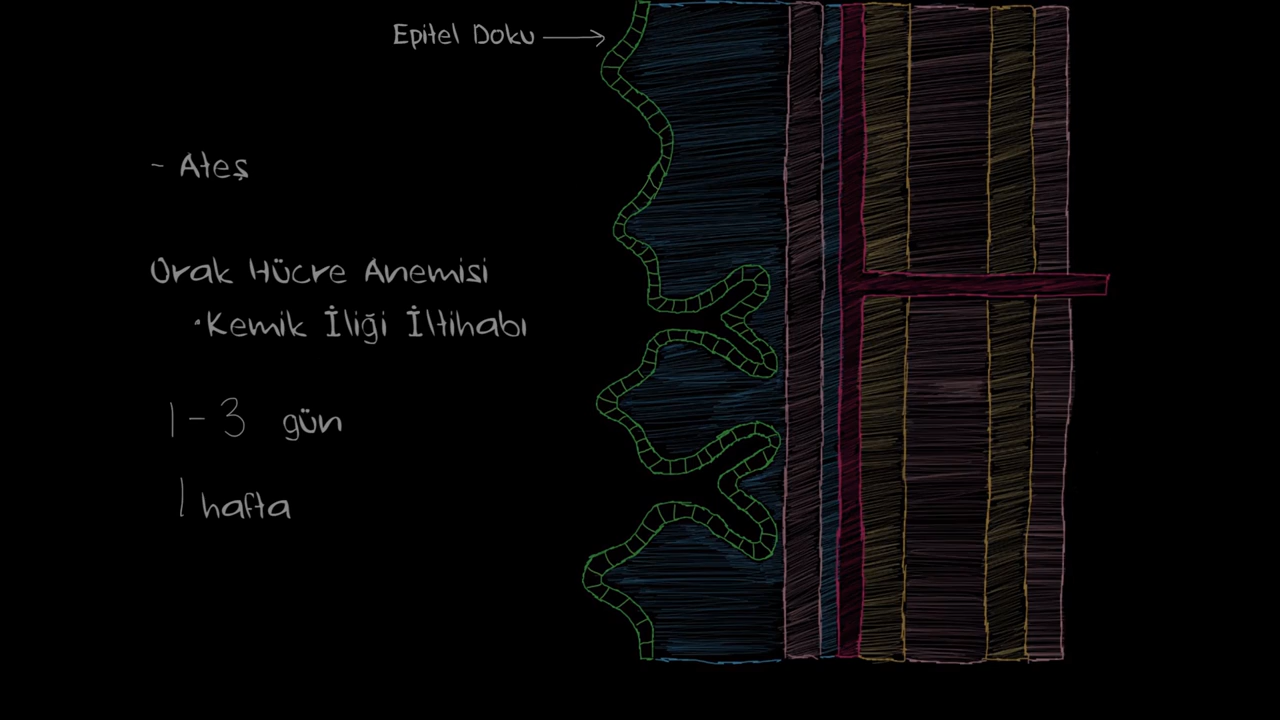 Epitel Doku
- Ateş
Orak Hücre Anemisi
• Kemik İliği İltihabı
1-3 gün
1 hafta